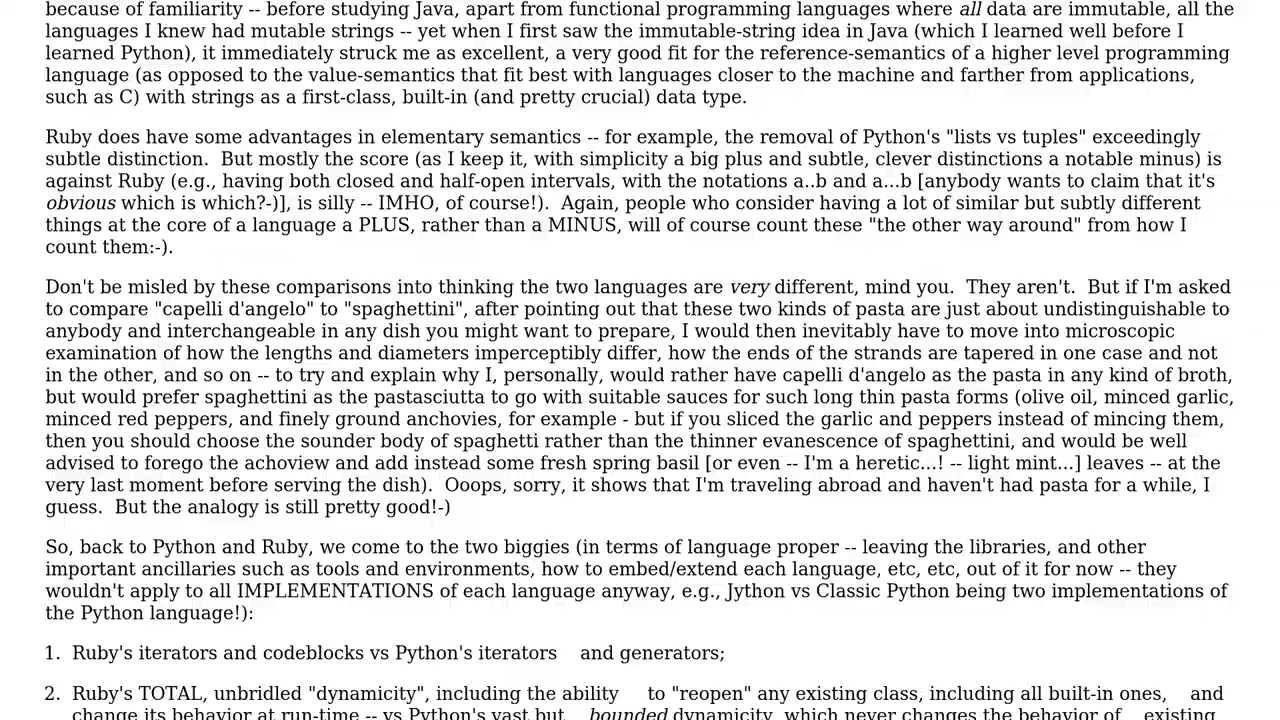 because of familiarity -- before studying Java, apart from functional programming languages where all data are immutable, all the
languages I knew had mutable strings -- yet when I first saw the immutable-string idea in Java (which I learned well before I
learned Python), it immediately struck me as excellent, a very good fit for the reference-semantics of a higher level programming
language (as opposed to the value-semantics that fit best with languages closer to the machine and farther from applications,
such as C) with strings as a first-class, built-in (and pretty crucial) data type.
Ruby does have some advantages in elementary semantics -- for example, the removal of Python's "lists vs tuples" exceedingly
subtle distinction.  But mostly the score (as I keep it, with simplicity a big plus and subtle, clever distinctions a notable minus) is
against Ruby (e.g., having both closed and half-open intervals, with the notations a..b and a...b [anybody wants to claim that it's
obvious which is which?-)], is silly -- IMHO, of course!).  Again, people who consider having a lot of similar but subtly different
things at the core of a language a PLUS, rather than a MINUS, will of course count these "the other way around" from how I
count them:-).
Don't be misled by these comparisons into thinking the two languages are very different, mind you.  They aren't.  But if I'm asked
to compare "capelli d'angelo" to "spaghettini", after pointing out that these two kinds of pasta are just about undistinguishable to
anybody and interchangeable in any dish you might want to prepare, I would then inevitably have to move into microscopic
examination of how the lengths and diameters imperceptibly differ, how the ends of the strands are tapered in one case and not
in the other, and so on -- to try and explain why I, personally, would rather have capelli d'angelo as the pasta in any kind of broth,
but would prefer spaghettini as the pastasciutta to go with suitable sauces for such long thin pasta forms (olive oil, minced garlic,
minced red peppers, and finely ground anchovies, for example - but if you sliced the garlic and peppers instead of mincing them,
then you should choose the sounder body of spaghetti rather than the thinner evanescence of spaghettini, and would be well
advised to forego the achoview and add instead some fresh spring basil [or even -- I'm a heretic...! -- light mint...] leaves -- at the
very last moment before serving the dish).  Ooops, sorry, it shows that I'm traveling abroad and haven't had pasta for a while, I
guess.  But the analogy is still pretty good!-)
So, back to Python and Ruby, we come to the two biggies (in terms of language proper -- leaving the libraries, and other
important ancillaries such as tools and environments, how to embed/extend each language, etc, etc, out of it for now -- they
wouldn't apply to all IMPLEMENTATIONS of each language anyway, e.g., Jython vs Classic Python being two implementations of
the Python language!):
1.  Ruby's iterators and codeblocks vs Python's iterators    and generators;
2.  Ruby's TOTAL, unbridled "dynamicity", including the ability     to "reopen" any existing class, including all built-in ones,    and
change its behavior at run-time -- vs Python's vast but    bounded dynamicity, which never changes the behavior of    existing